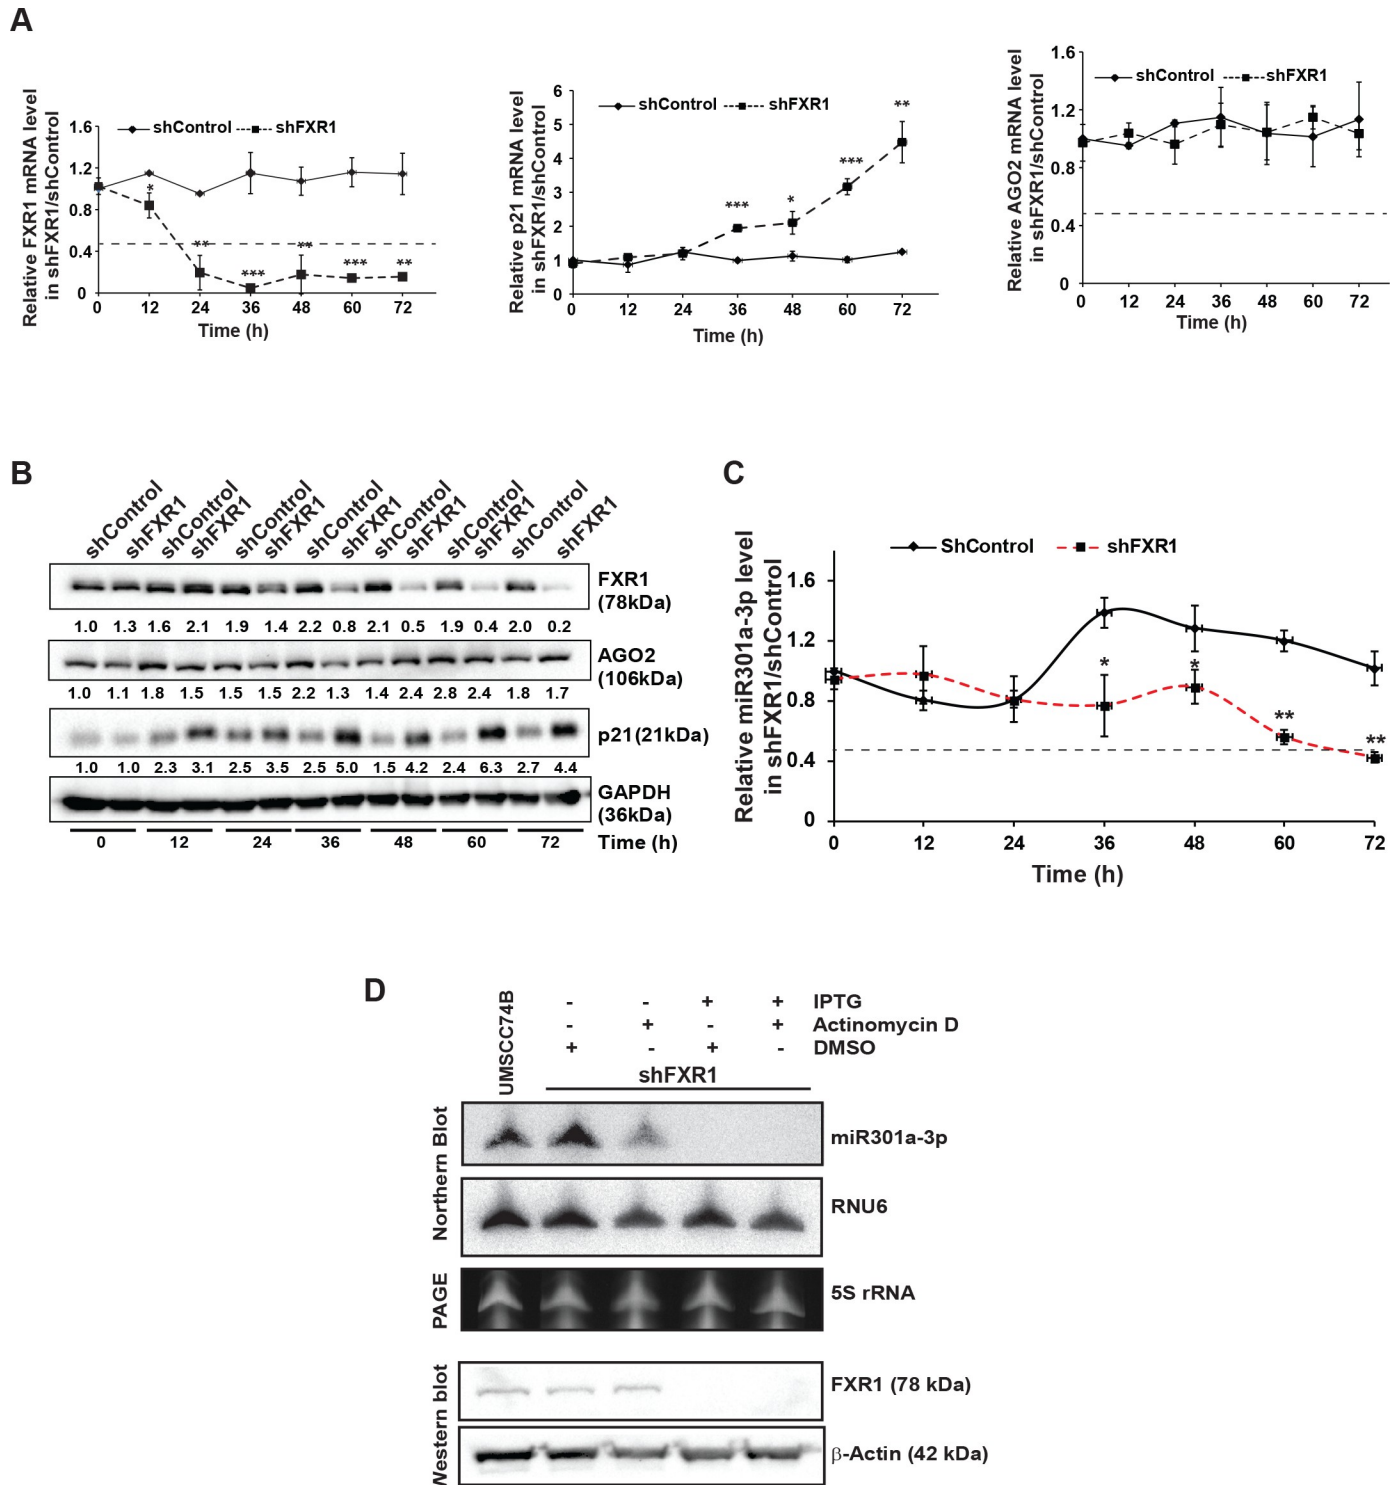 A
Relative FXR1 mRNA level
in shFXR1/shControl
shControl shFXR1
1.6
1.2
0.8
0.4
0
*
**
***
**
***
**
0 12 24 36 48 60 72
Time (h)
Relative p21 mRNA level
in shFXR1/shControl
shControl shFXR1
6
5
4
3
2
1
0
***
*
***
**
0 12 24 36 48 60 72
Time (h)
Relative AGO2 mRNA level
in shFXR1/shControl
shControl shFXR1
1.6
1.2
0.8
0.4
0
0 12 24 36 48 60 72
Time (h)
B
shControl shFXR1 shControl shFXR1 shControl shFXR1 shControl shFXR1 shControl shFXR1 shControl shFXR1 shControl shFXR1
FXR1
(78kDa)
1.0 1.3 1.6 2.1 1.9 1.4 2.2 0.8 2.1 0.5 1.9 0.4 2.0 0.2
AGO2
(106kDa)
1.0 1.1 1.8 1.5 1.5 1.5 2.2 1.3 1.4 2.4 2.8 2.4 1.8 1.7
p21(21kDa)
1.0 1.0 2.3 3.1 2.5 3.5 2.5 5.0 1.5 4.2 2.4 6.3 2.7 4.4
GAPDH
(36kDa)
0 12 24 36 48 60 72 Time (h)
C
Relative miR301a-3p level
in shFXR1/shControl
ShControl shFXR1
1.6
1.2
0.8
0.4
0
*
*
**
**
0 12 24 36 48 60 72
Time (h)
D
UMSCC74B
- - + + IPTG
- + - + Actinomycin D
+ - + - DMSO
shFXR1
Northern Blot
miR301a-3p
RNU6
PAGE
5S rRNA
Western blot
FXR1 (78 kDa)
β-Actin (42 kDa)